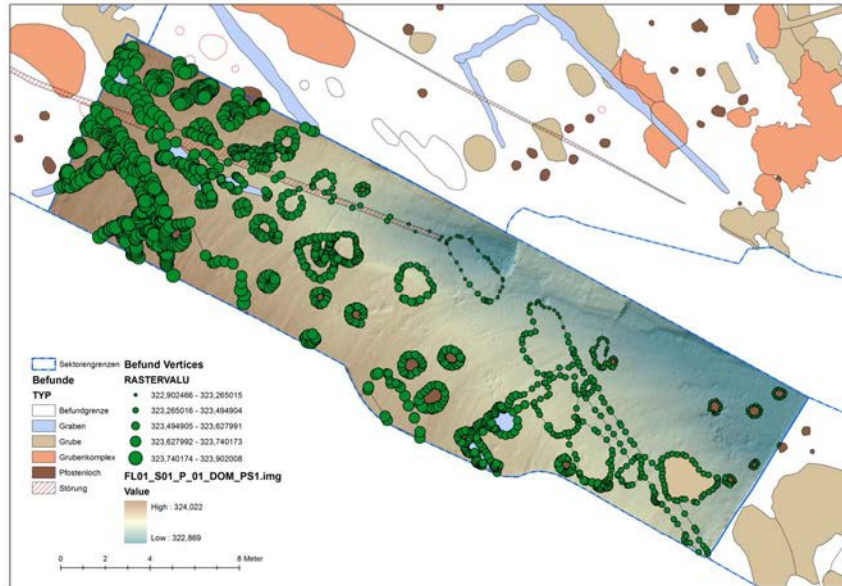 Sektorengrenzen
Befunde
TYP
Befundgrenze
Graben
Grube
Grubenkomplex
Pfostenloch
Störung
Befund Vertices
RASTERVALU
322,902466 - 323,265015
323,265016 - 323,494904
323,494905 - 323,627991
323,627992 - 323,740173
323,740174 - 323,902008
FL01_S01_P_01_DOM_PS1.img
Value
High : 324.022
Low : 322.869
0 2 4 8 Meter